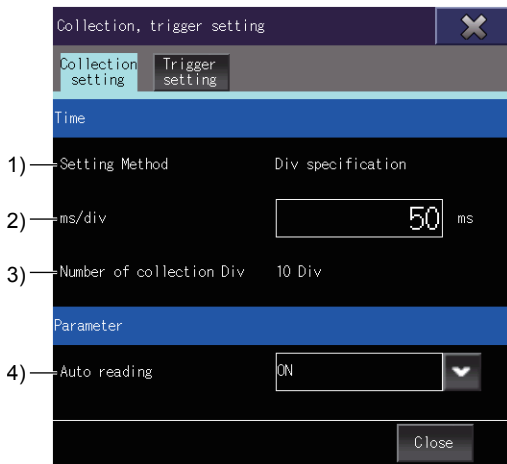 Collection, trigger setting
Collection
setting
Trigger
setting
Time
1) Setting Method Div specification
2) ms/div 50 ms
3) Number of collection Div 10 Div
Parameter
4) Auto reading ON
Close